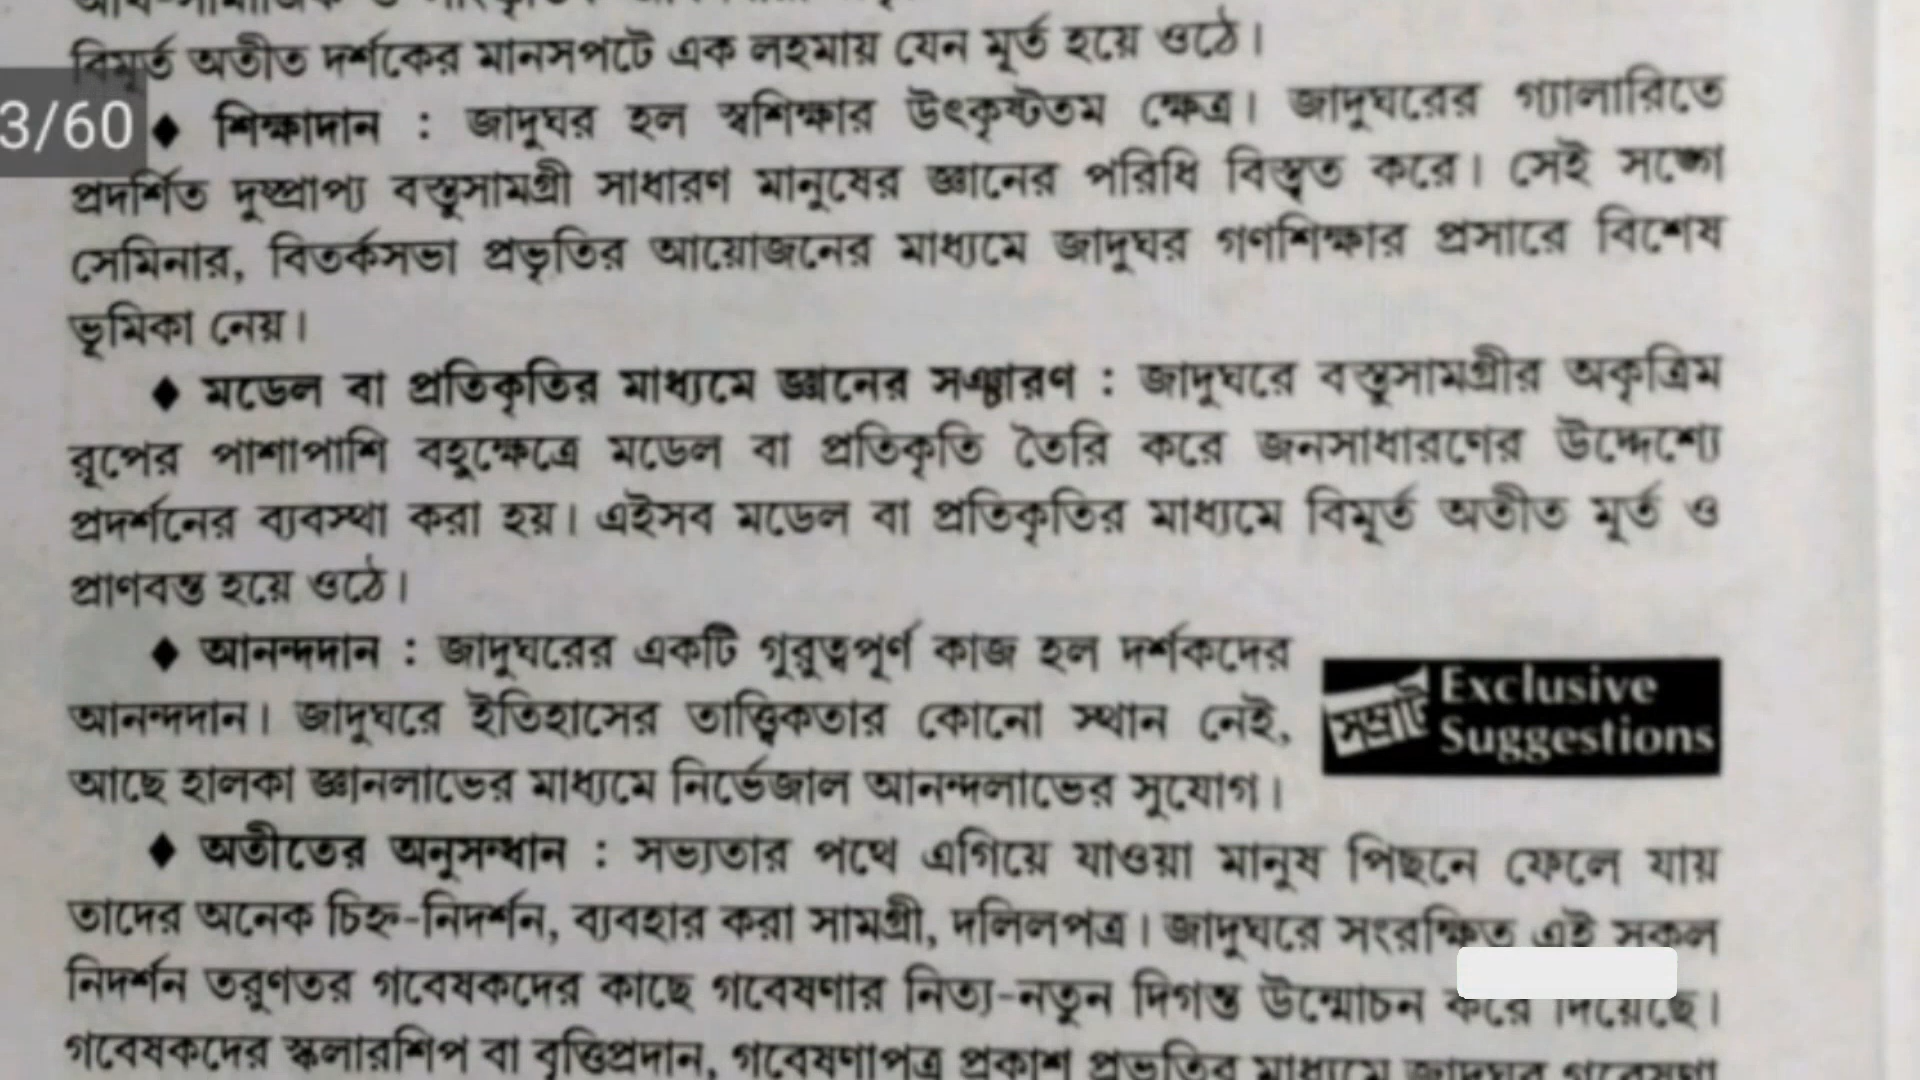 বিমূর্ত অতীত দর্শকের মানসপটে এক লহমায় যেন মূর্ত হয়ে ওঠে।
3/60
♦ শিক্ষাদান : জাদুঘর হল স্বশিক্ষার উৎকৃষ্টতম ক্ষেত্র। জাদুঘরের গ্যালারিতে
প্রদর্শিত দুষ্প্রাপ্য বস্তুসামগ্রী সাধারণ মানুষের জ্ঞানের পরিধি বিস্তৃত করে। সেই সঙ্গে
সেমিনার, বিতর্কসভা প্রভৃতির আয়োজনের মাধ্যমে জাদুঘর গণশিক্ষার প্রসারে বিশেষ
ভূমিকা নেয়।
♦ মডেল বা প্রতিকৃতির মাধ্যমে জ্ঞানের সঞ্চারণ : জাদুঘরে বস্তুসামগ্রীর অকৃত্রিম
রূপের পাশাপাশি বহুক্ষেত্রে মডেল বা প্রতিকৃতি তৈরি করে জনসাধারণের উদ্দেশ্যে
প্রদর্শনের ব্যবস্থা করা হয়। এইসব মডেল বা প্রতিকৃতির মাধ্যমে বিমূর্ত অতীত মূর্ত ও
প্রাণবন্ত হয়ে ওঠে।
♦ আনন্দদান : জাদুঘরের একটি গুরুত্বপূর্ণ কাজ হল দর্শকদের
আনন্দদান। জাদুঘরে ইতিহাসের তাত্ত্বিকতার কোনো স্থান নেই,
আছে হালকা জ্ঞানলাভের মাধ্যমে নির্ভেজাল আনন্দলাভের সুযোগ।
সম্রাট Exclusive
Suggestions
♦ অতীতের অনুসন্ধান : সভ্যতার পথে এগিয়ে যাওয়া মানুষ পিছনে ফেলে যায়
তাদের অনেক চিহ্ন-নিদর্শন, ব্যবহার করা সামগ্রী, দলিলপত্র। জাদুঘরে সংরক্ষিত এই সকল
নিদর্শন তরুণতর গবেষকদের কাছে গবেষণার নিত্য-নতুন দিগন্ত উন্মোচন করে দিয়েছে।
গবেষকদের স্কলারশিপ বা বৃত্তিপ্রদান, গবেষণাপত্র প্রকাশ প্রভৃতির মাধ্যমে জাদুঘর গবেষণা